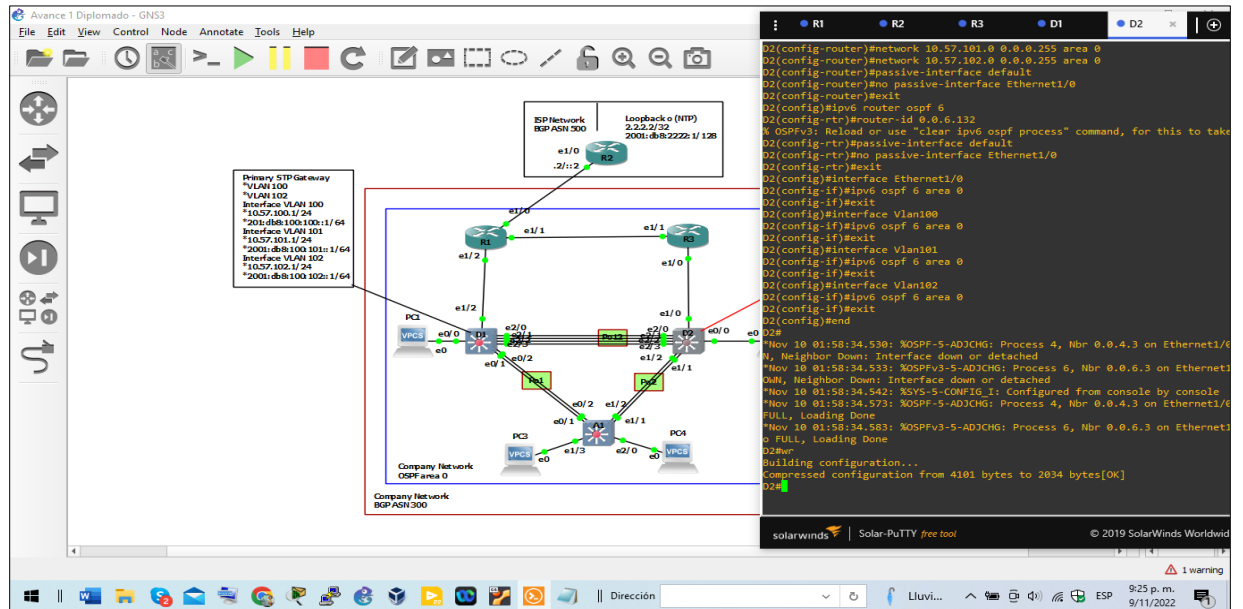 Avance 1 Diplomado - GNS3
File Edit View Control Node Annotate Tools Help
ISP Network
BGP ASN 500
Loopback o (NTP)
2.2.2.2/32
2001:db8:2222:1/128
e1/0
R2
.2/::2
Primary STP Gateway
*VLAN 100
*VLAN 102
Interface VLAN 100
*10.57.100.1/24
*201:db8:100:100::1/64
Interface VLAN 101
*10.57.101.1/24
*2001:db8:100:101::1/64
Interface VLAN 102
*10.57.102.1/24
*2001:db8:100:102::1/64
e1/0
R1
e1/1
e1/1
R3
e1/2
e1/0
e1/2
e1/0
PC1
VPCS
e0
e0/0
D1
e2/0
e2/1
e2/3
Po12
e2/0
e2/1
e2/3
D2
e0/0
e0
e0/1
e0/2
e1/2
e1/1
Po1
Po2
e0/2
e1/2
e0/1
A1
e1/1
PC3
VPCS
e0
e1/3
e2/0
e0
PC4
VPCS
Company Network
OSPF area 0
Company Network
BGP ASN 300
R1
R2
R3
D1
D2
D2(config-router)#network 10.57.101.0 0.0.0.255 area 0
D2(config-router)#network 10.57.102.0 0.0.0.255 area 0
D2(config-router)#passive-interface default
D2(config-router)#no passive-interface Ethernet1/0
D2(config-router)#exit
D2(config)#ipv6 router ospf 6
D2(config-rtr)#router-id 0.0.6.132
% OSPFv3: Reload or use "clear ipv6 ospf process" command, for this to take
D2(config-rtr)#passive-interface default
D2(config-rtr)#no passive-interface Ethernet1/0
D2(config-rtr)#exit
D2(config)#interface Ethernet1/0
D2(config-if)#ipv6 ospf 6 area 0
D2(config-if)#exit
D2(config)#interface Vlan100
D2(config-if)#ipv6 ospf 6 area 0
D2(config-if)#exit
D2(config)#interface Vlan101
D2(config-if)#ipv6 ospf 6 area 0
D2(config-if)#exit
D2(config)#interface Vlan102
D2(config-if)#ipv6 ospf 6 area 0
D2(config-if)#exit
D2(config)#end
D2#
*Nov 10 01:58:34.530: %OSPF-5-ADJCHG: Process 4, Nbr 0.0.4.3 on Ethernet1/0
N, Neighbor Down: Interface down or detached
*Nov 10 01:58:34.533: %OSPFv3-5-ADJCHG: Process 6, Nbr 0.0.6.3 on Ethernet1
OWN, Neighbor Down: Interface down or detached
*Nov 10 01:58:34.542: %SYS-5-CONFIG_I: Configured from console by console
*Nov 10 01:58:34.573: %OSPF-5-ADJCHG: Process 4, Nbr 0.0.4.3 on Ethernet1/0
FULL, Loading Done
*Nov 10 01:58:34.583: %OSPFv3-5-ADJCHG: Process 6, Nbr 0.0.6.3 on Ethernet1
o FULL, Loading Done
D2#wr
Building configuration...
Compressed configuration from 4101 bytes to 2034 bytes[OK]
D2#
solarwinds Solar-PuTTY free tool
© 2019 SolarWinds Worldwid
1 warning
Dirección
Lluvi...
ESP
9:25 p. m.
9/11/2022